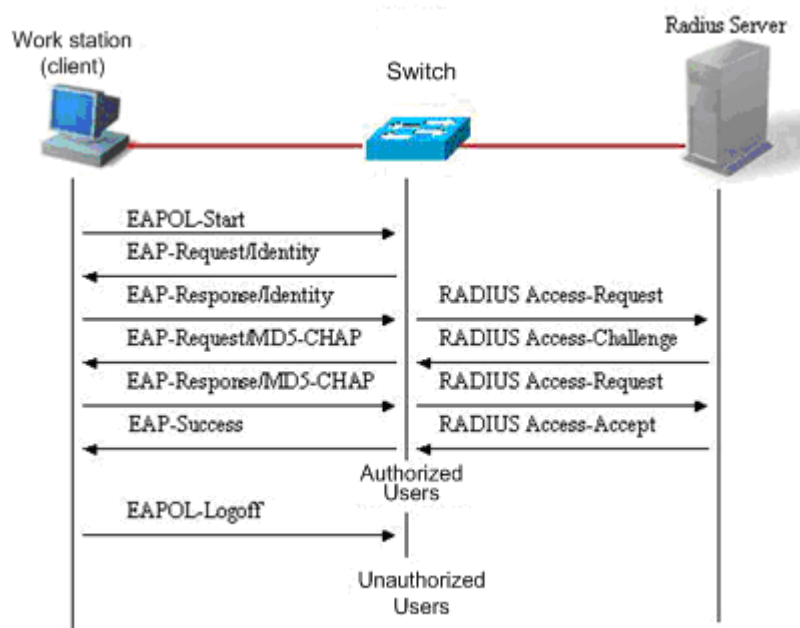 Radius Server
Work station
(client)
Switch
EAPOL-Start
EAP-Request/Identity
EAP-Response/Identity
RADIUS Access-Request
EAP-Request/MD5-CHAP
RADIUS Access-Challenge
EAP-Response/MD5-CHAP
RADIUS Access-Request
EAP-Success
RADIUS Access-Accept
Authorized
Users
EAPOL-Logoff
Unauthorized
Users